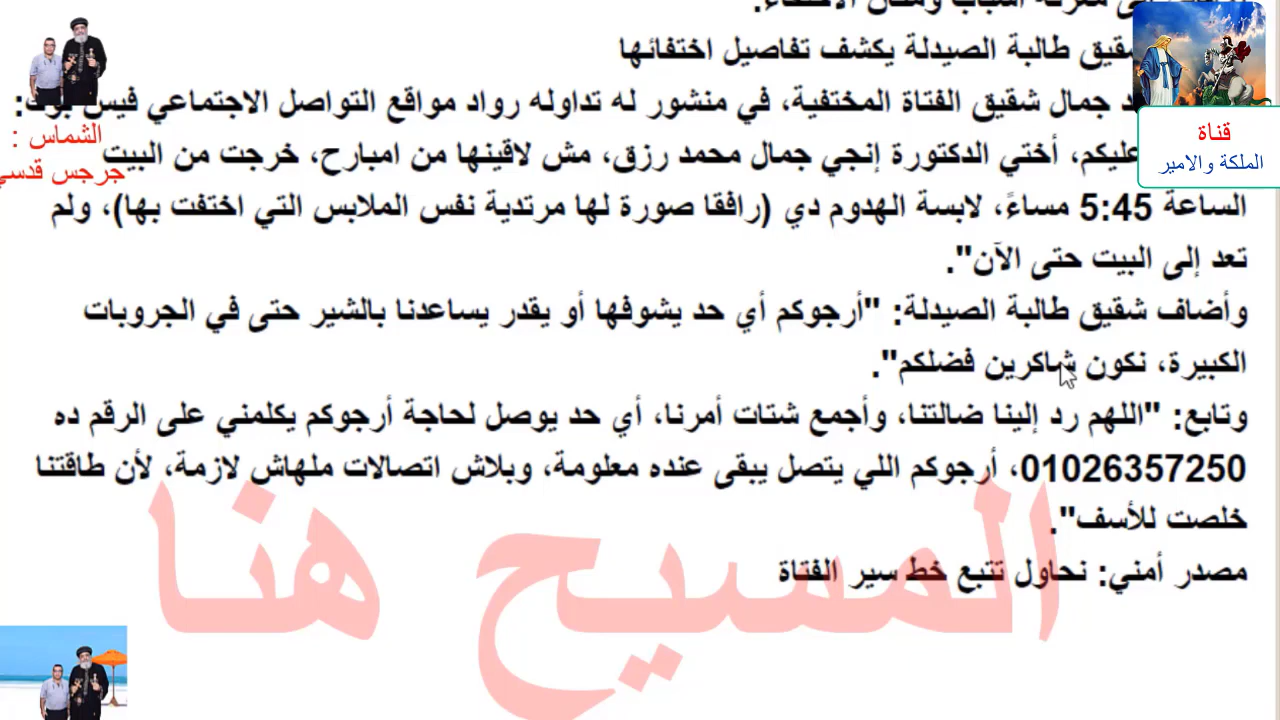 شقيق طالبة الصيدلة يكشف تفاصيل اختفائها
جمال شقيق الفتاة المختفية، في منشور له تداوله رواد مواقع التواصل الاجتماعي فيس بوك:
عليكم، أختي الدكتورة إنجي جمال محمد رزق، مش لاقينها من امبارح، خرجت من البيت
الساعة 5:45 مساءً، لابسة الهدوم دي (رافقا صورة لها مرتدية نفس الملابس التي اختفت بها)، ولم
تعد إلى البيت حتى الآن".
وأضاف شقيق طالبة الصيدلة: "أرجوكم أي حد يشوفها أو يقدر يساعدنا بالشير حتى في الجروبات
الكبيرة، نكون شاكرين فضلكم".
وتابع: "اللهم رد إلينا ضالتنا، وأجمع شتات أمرنا، أي حد يوصل لحاجة أرجوكم يكلمني على الرقم ده
01026357250، أرجوكم اللي يتصل يبقى عنده معلومة، وبلاش اتصالات ملهاش لازمة، لأن طاقتنا
خلصت للأسف".
مصدر أمني: نحاول تتبع خط سير الفتاة
قناة
الملكة والامير
الشماس :
جرجس قدسي
المسيح هنا